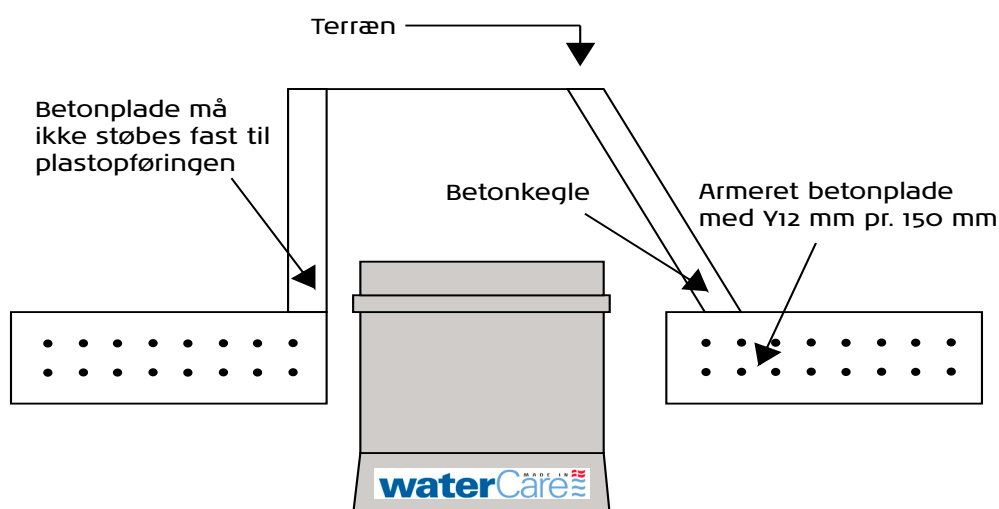 Terræn
Betonplade må
ikke støbes fast til
plastopføringen
Betonkegle
Armeret betonplade
med Y12 mm pr. 150 mm
MADE IN
waterCare